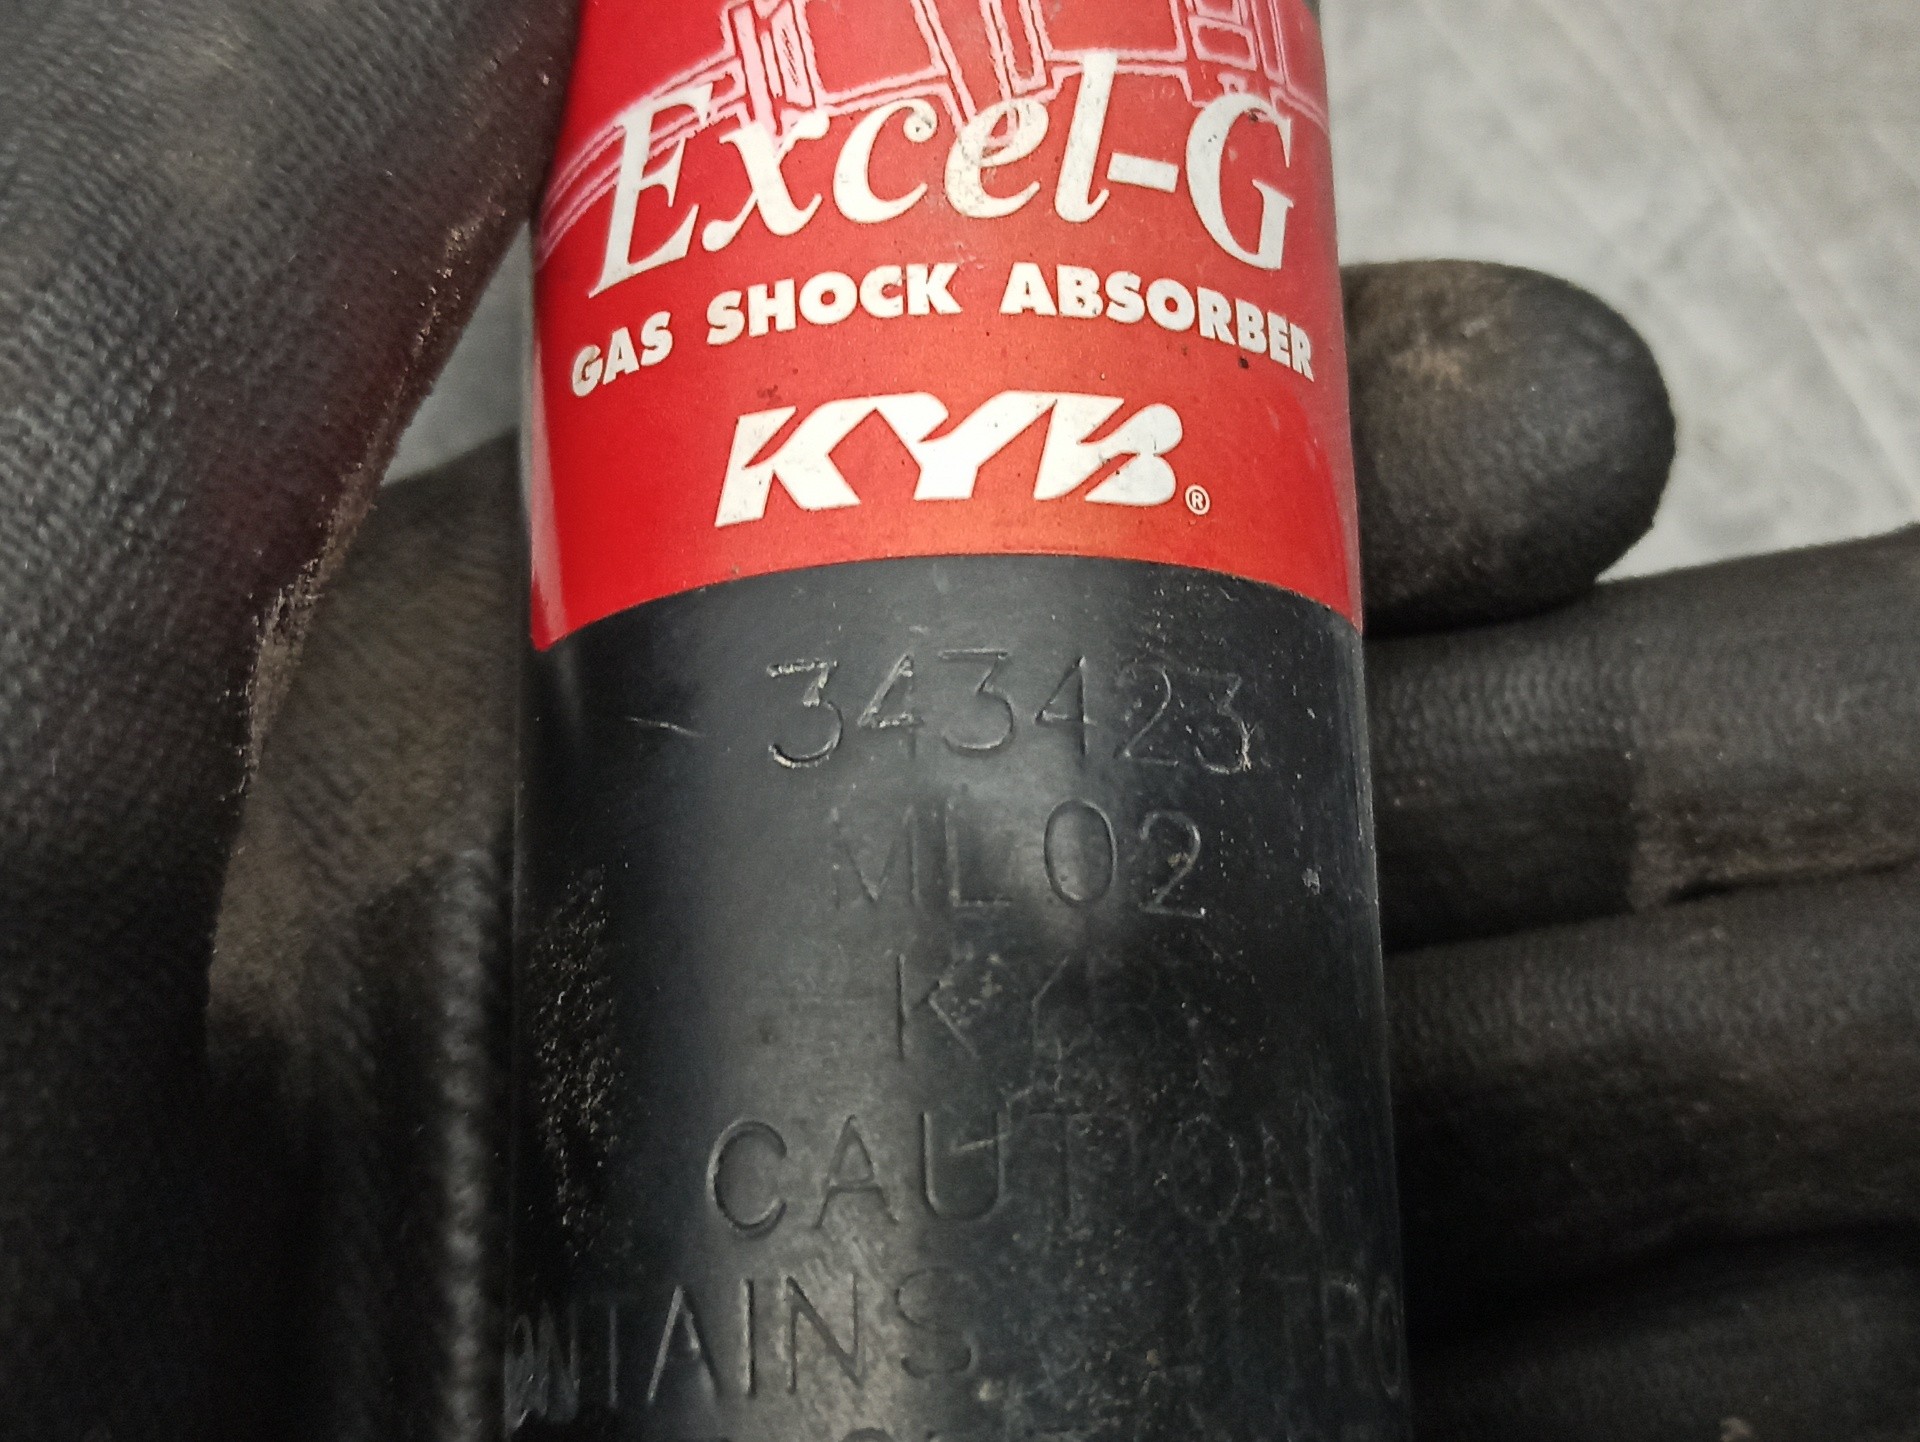 Excel-G
GAS SHOCK ABSORBER
KYB®
343423
ML02
CAUTION